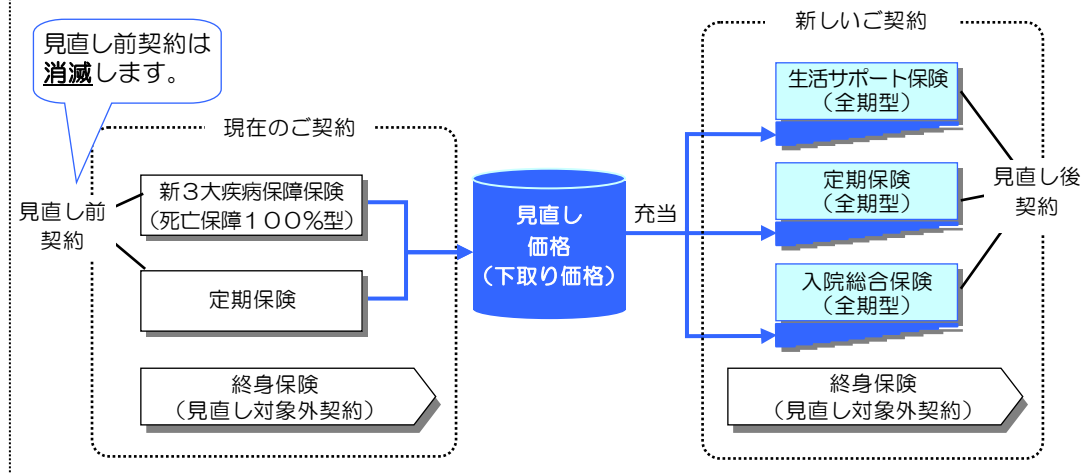 見直し前契約は
消滅します。
現在のご契約
見直し前
契約
新３大疾病保障保険
（死亡保障１００％型）
定期保険
終身保険
（見直し対象外契約）
見直し
価格
（下取り価格）
充当
新しいご契約
生活サポート保険
（全期型）
定期保険
（全期型）
入院総合保険
（全期型）
見直し後
契約
終身保険
（見直し対象外契約）